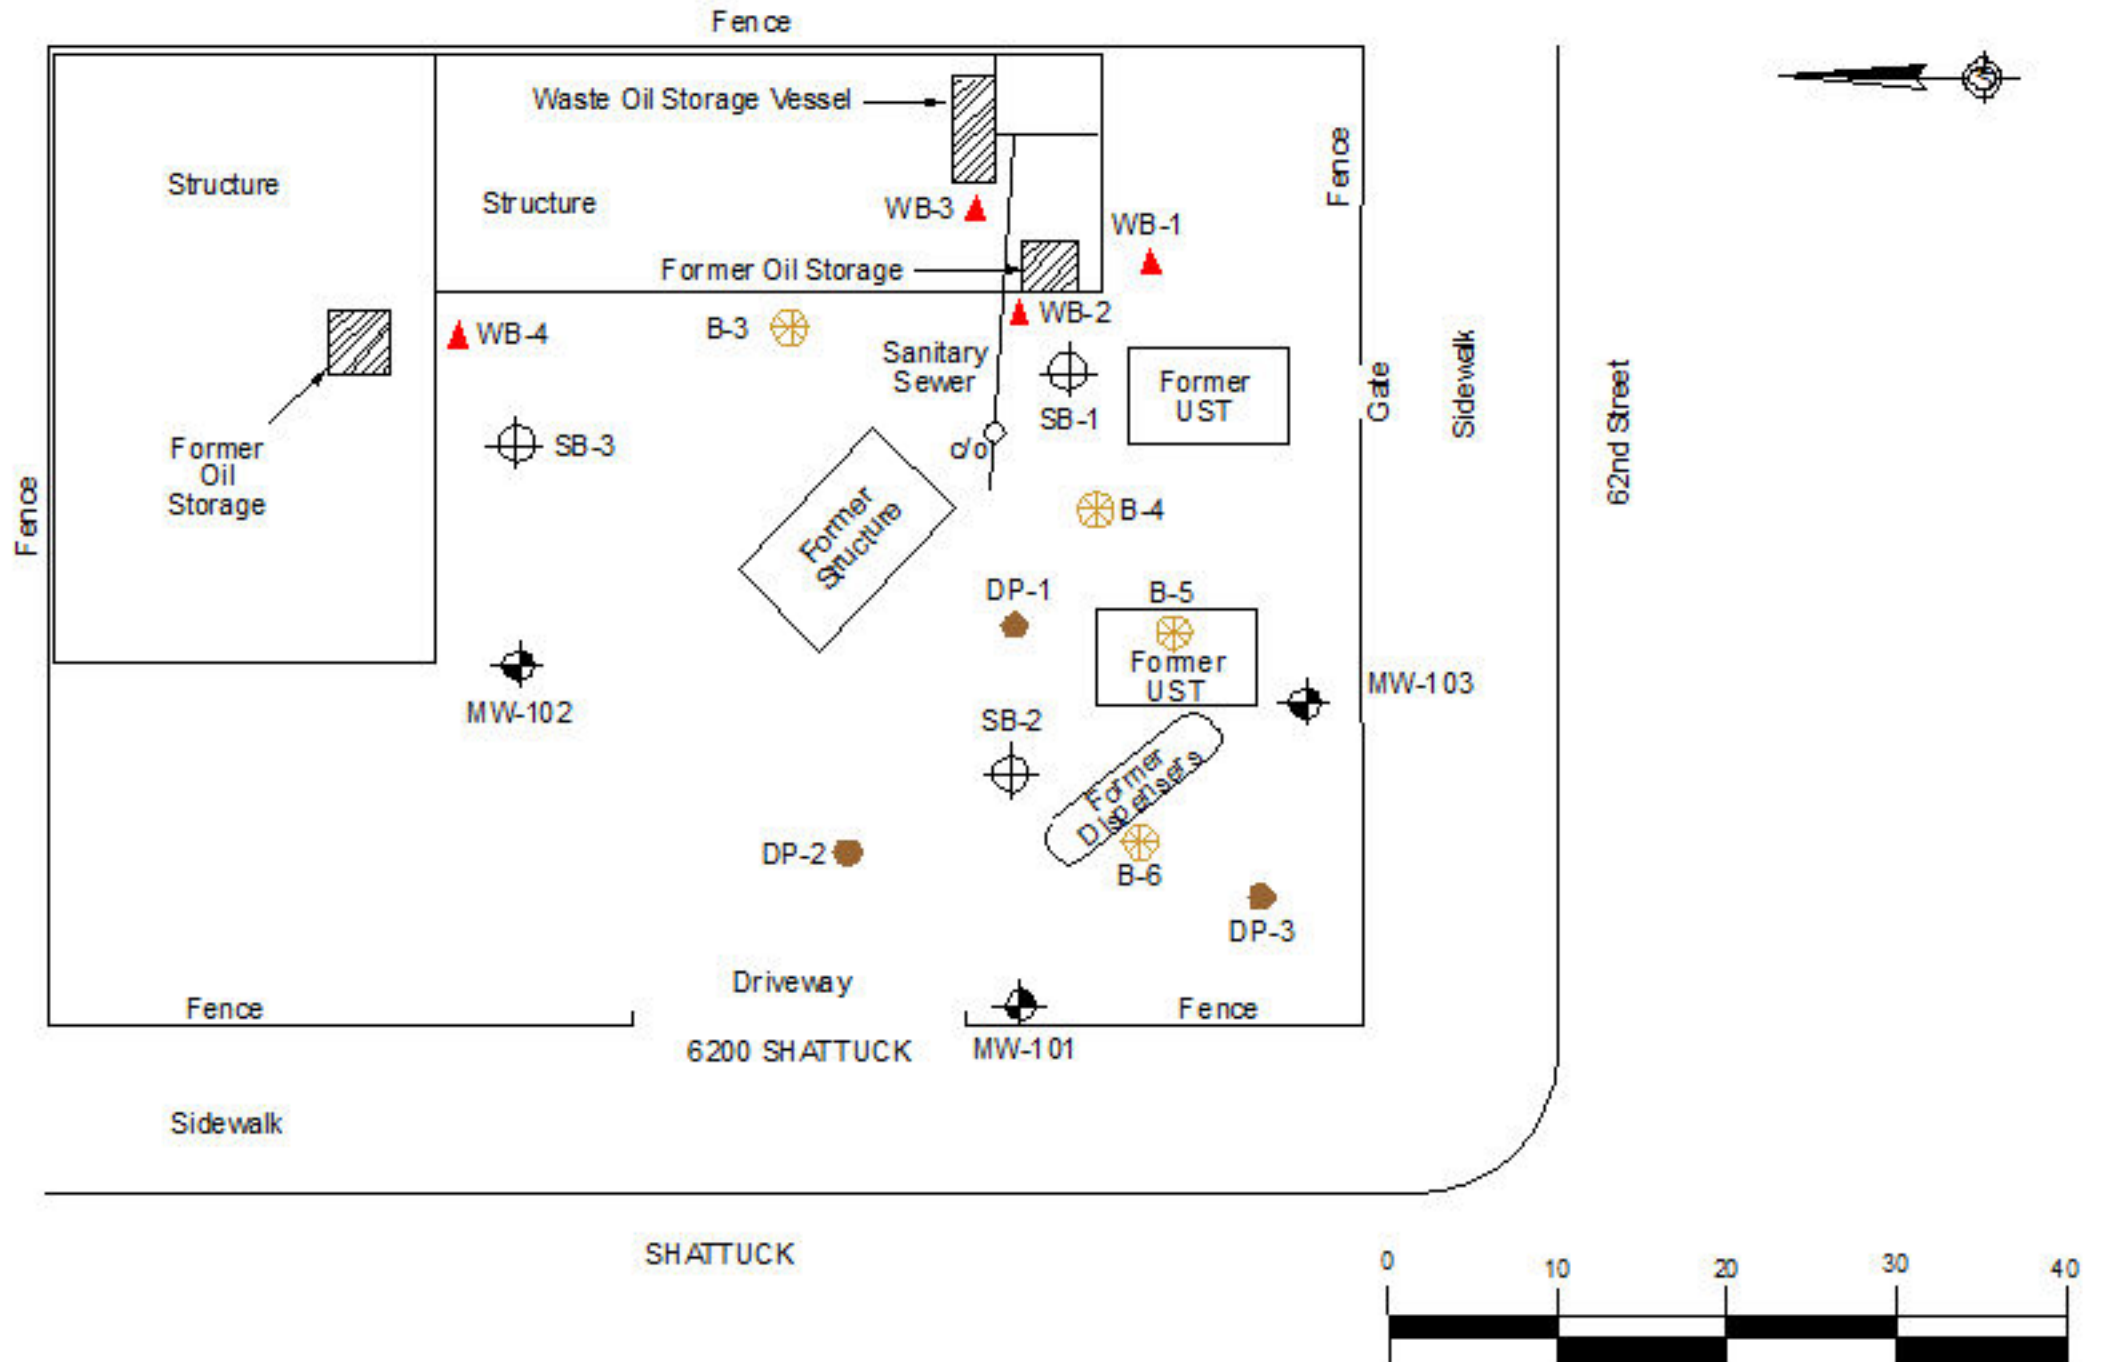 Fence
Waste Oil Storage Vessel
Fence
Structure
Structure
WB-3
WB-1
Former Oil Storage
WB-2
B-3
WB-4
Sanitary
Sewer
Former
UST
Gate
Sidewalk
62nd Street
SB-1
SB-3
c/o
Former
Oil
Storage
Fence
Former
Structure
B-4
DP-1
B-5
Former
UST
MW-103
MW-102
SB-2
Former
Dispensers
DP-2
B-6
DP-3
Driveway
Fence
Fence
6200 SHATTUCK
MW-101
Sidewalk
SHATTUCK
0
10
20
30
40